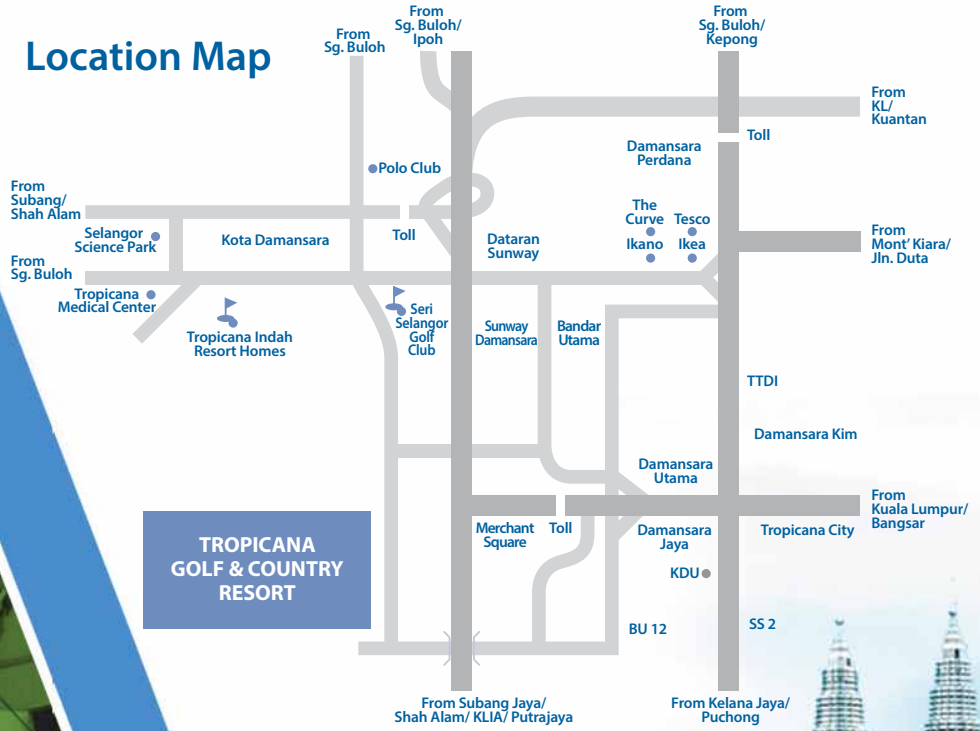 Location Map
From
Sg. Buloh
From
Sg. Buloh/
Ipoh
From
Sg. Buloh/
Kepong
From
KL/
Kuantan
Toll
Damansara
Perdana
Polo Club
From
Subang/
Shah Alam
Selangor
Science Park
Kota Damansara
Toll
Dataran
Sunway
The
Curve
Tesco
Ikano
Ikea
From
Mont' Kiara/
Jln. Duta
From
Sg. Buloh
Tropicana
Medical Center
Tropicana Indah
Resort Homes
Seri
Selangor
Golf
Club
Sunway
Damansara
Bandar
Utama
TTDI
Damansara Kim
Damansara
Utama
From
Kuala Lumpur/
Bangsar
Merchant
Square
Toll
Damansara
Jaya
Tropicana City
TROPICANA
GOLF & COUNTRY
RESORT
KDU
BU 12
SS 2
From Subang Jaya/
Shah Alam/ KLIA/ Putrajaya
From Kelana Jaya/
Puchong